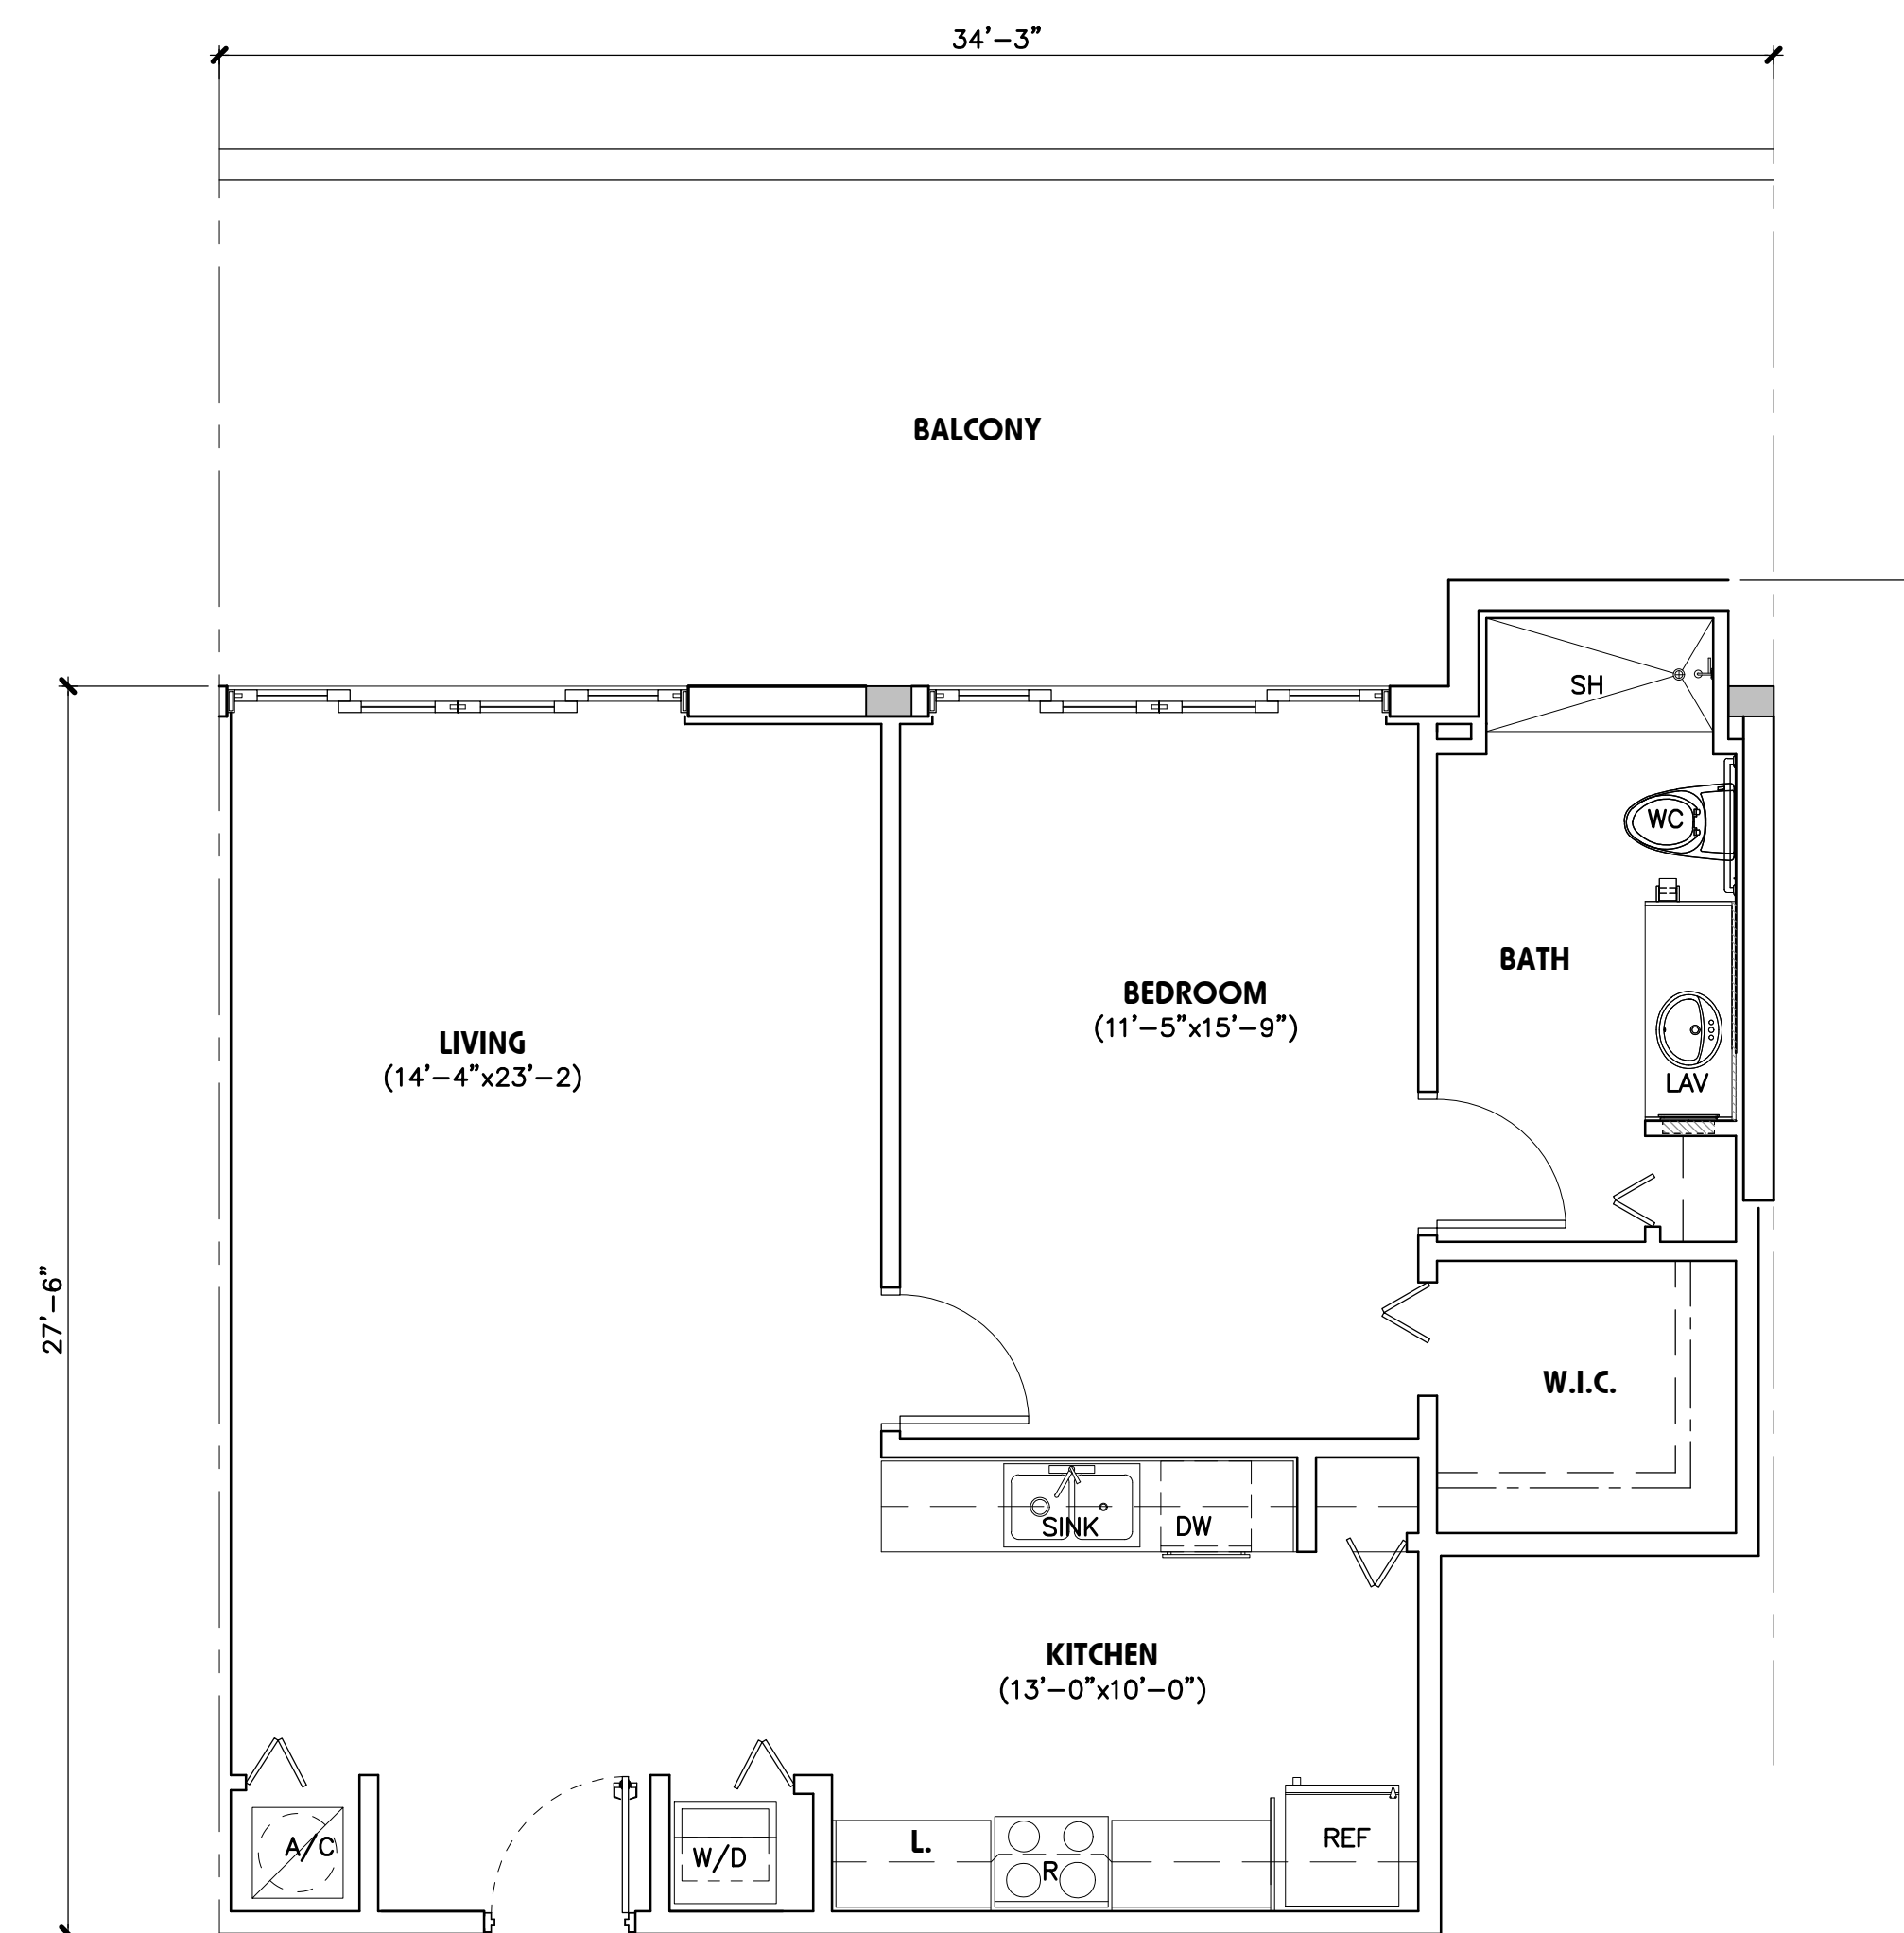 34'-3"
BALCONY
SH
WC
BATH
BEDROOM
(11'-5"x15'-9")
LIVING
(14'-4"x23'-2)
LAV
27'-6"
W.I.C.
SINK
DW
KITCHEN
(13'-0"x10'-0")
A/C
W/D
L.
R
REF